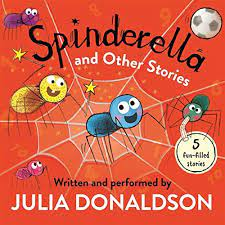 Spinderella
and Other Stories
5
fun-filled
stories
Written and performed by
JULIA DONALDSON